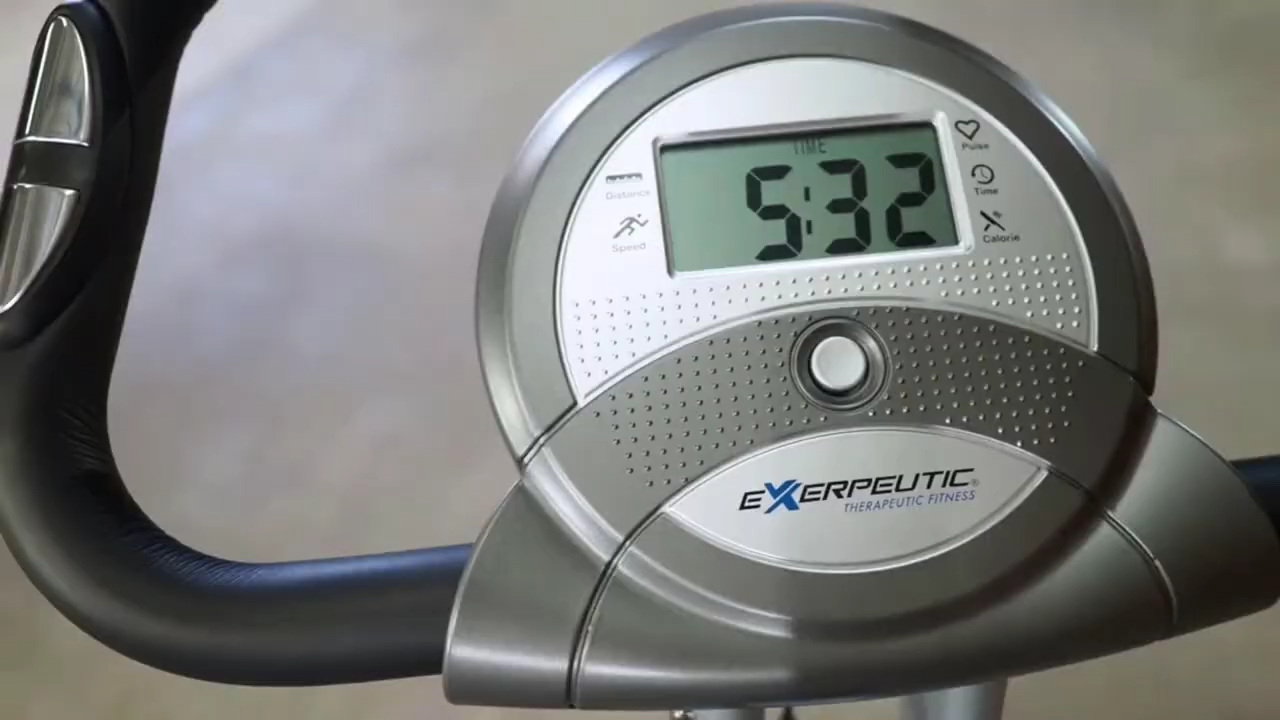 TIME
5:32
Distance
Speed
Pulse
Time
Calorie
EXERPEUTIC®
THERAPEUTIC FITNESS